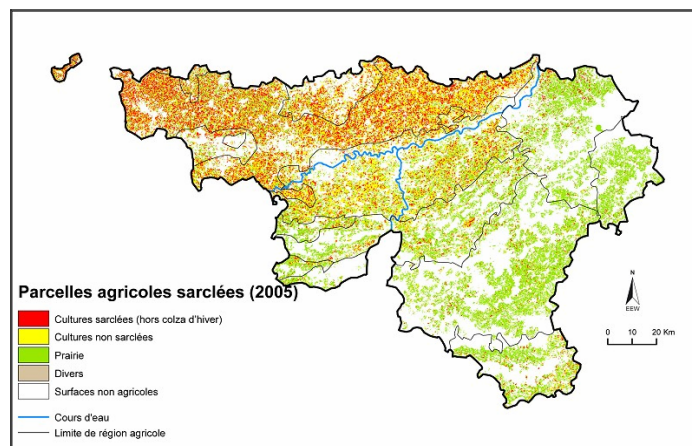 Parcelles agricoles sarclées (2005)
Cultures sarclées (hors colza d'hiver)
Cultures non sarclées
Prairie
Divers
Surfaces non agricoles
Cours d'eau
Limite de région agricole
N
EEW
0 10 20 Km